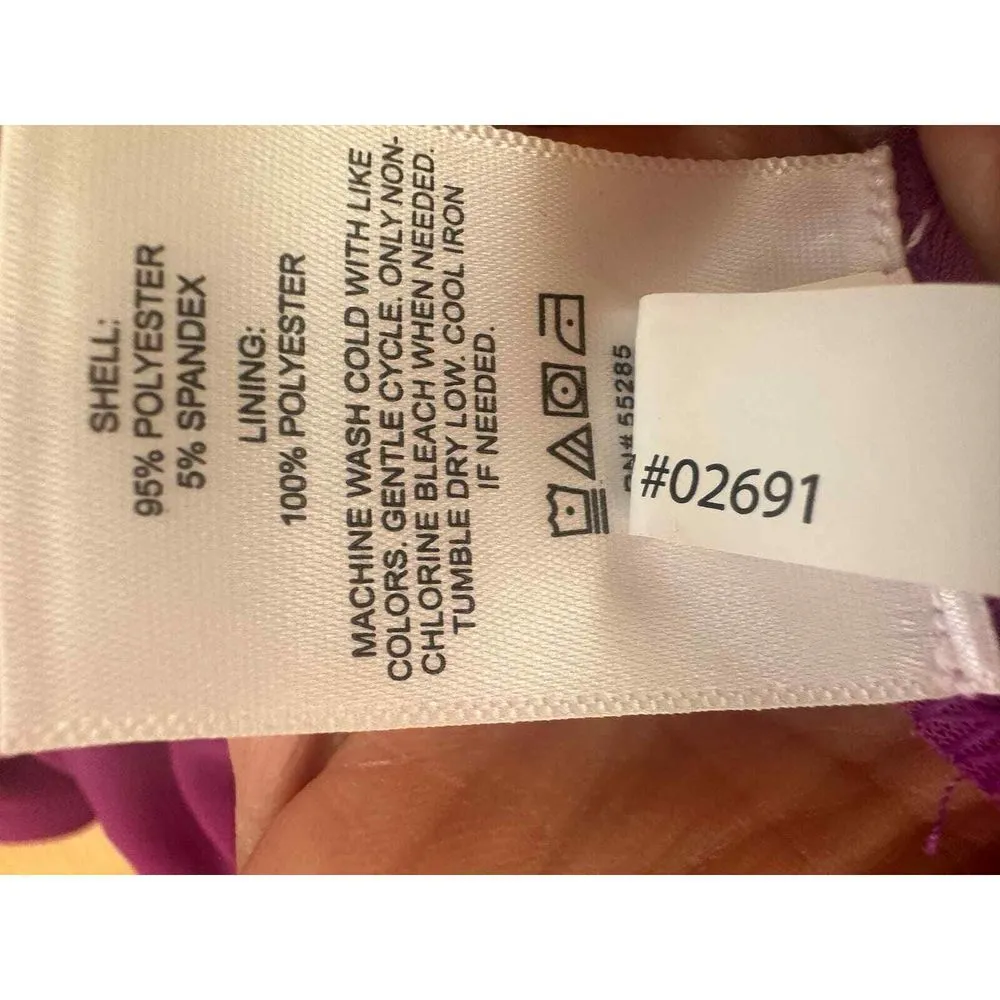 SHELL:
95% POLYESTER
5% SPANDEX
LINING:
100% POLYESTER
MACHINE WASH COLD WITH LIKE
COLORS. GENTLE CYCLE. ONLY NON-
CHLORINE BLEACH WHEN NEEDED.
TUMBLE DRY LOW. COOL IRON
IF NEEDED.
55285
#02691